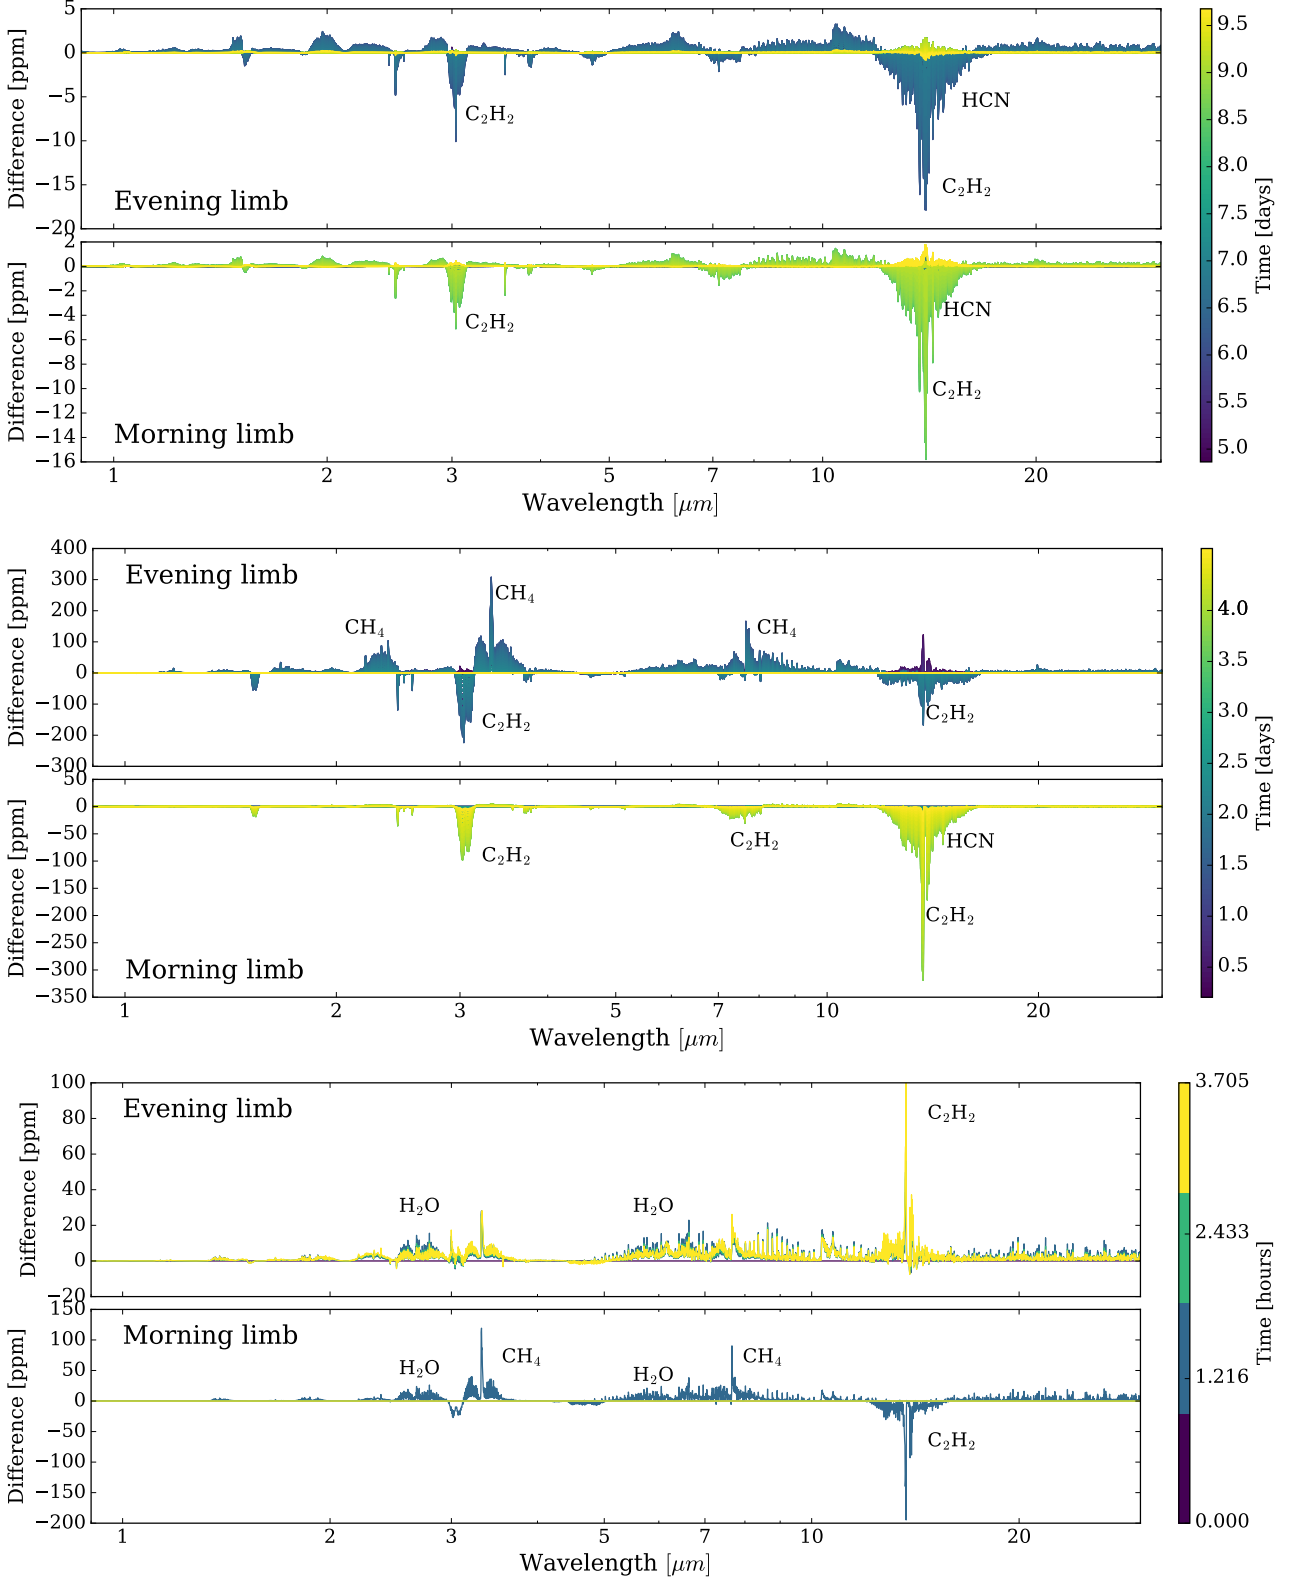 5
0
−5
−10
−15
−20
Difference [ppm]
C₂H₂
HCN
C₂H₂
Evening limb
2
0
−2
−4
−6
−8
−10
−12
−14
−16
Difference [ppm]
C₂H₂
HCN
C₂H₂
Morning limb
1 2 3 5 7 10 20
Wavelength [μm]
9.5
9.0
8.5
8.0
7.5
7.0
6.5
6.0
5.5
5.0
Time [days]
400
300
200
100
0
−100
−200
−300
Difference [ppm]
Evening limb
CH₄
CH₄
CH₄
C₂H₂
C₂H₂
50
0
−50
−100
−150
−200
−250
−300
−350
Difference [ppm]
C₂H₂
C₂H₂
HCN
C₂H₂
Morning limb
1 2 3 5 7 10 20
Wavelength [μm]
4.0
3.5
3.0
2.5
2.0
1.5
1.0
0.5
Time [days]
100
80
60
40
20
0
−20
Difference [ppm]
Evening limb
C₂H₂
H₂O
H₂O
150
100
50
0
−50
−100
−150
−200
Difference [ppm]
Morning limb
H₂O
CH₄
H₂O
CH₄
C₂H₂
1 2 3 5 7 10 20
Wavelength [μm]
3.705
2.433
1.216
0.000
Time [hours]